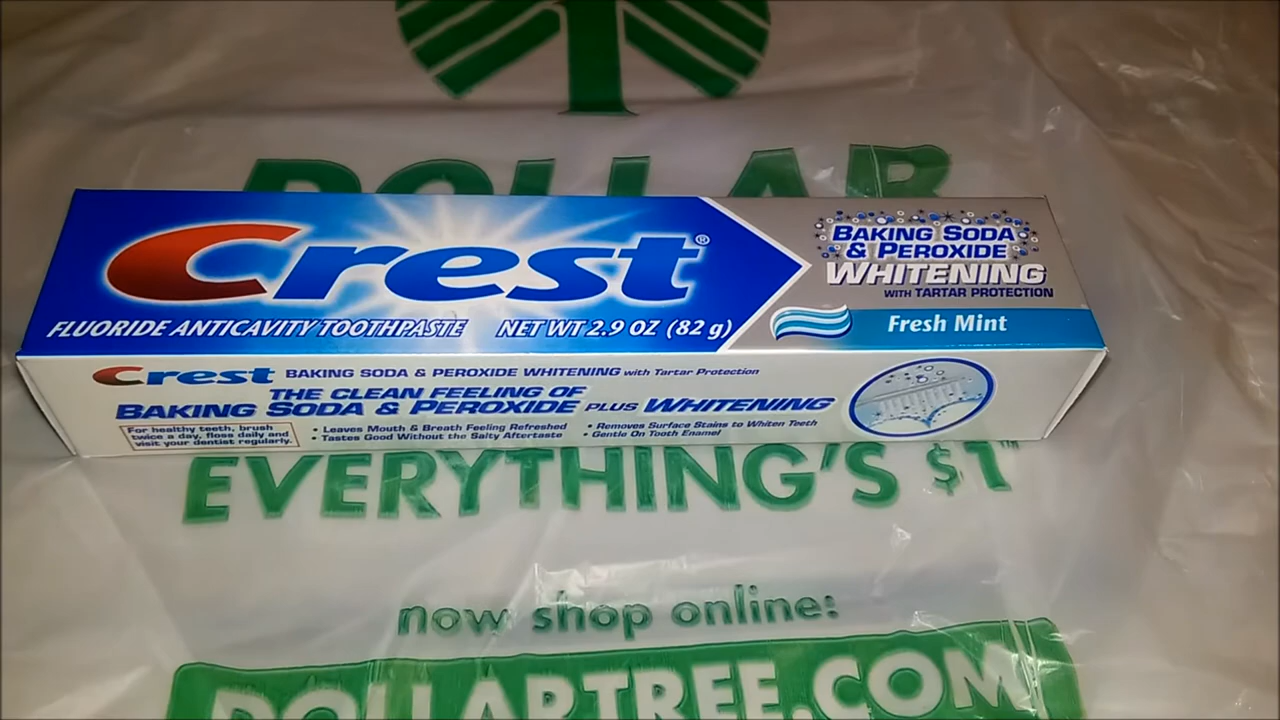 DOLLAR
Crest®
FLUORIDE ANTICAVITY TOOTHPASTE NET WT 2.9 OZ (82 g)
BAKING SODA
& PEROXIDE
WHITENING
WITH TARTAR PROTECTION
Fresh Mint
Crest BAKING SODA & PEROXIDE WHITENING with Tartar Protection
THE CLEAN FEELING OF
BAKING SODA & PEROXIDE PLUS WHITENING
For healthy teeth, brush
twice a day, floss daily and
visit your dentist regularly.
• Leaves Mouth & Breath Feeling Refreshed
• Tastes Good Without the Salty Aftertaste
• Removes Surface Stains to Whiten Teeth
• Gentle On Tooth Enamel
EVERYTHING'S $1™
now shop online:
DOLLARTREE.COM